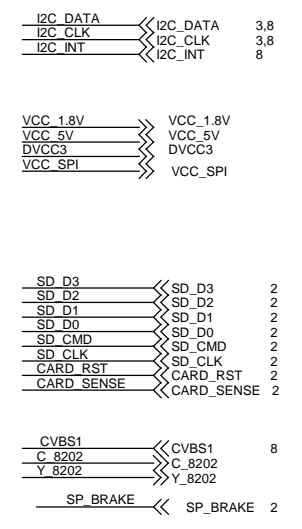 I2C_DATA I2C_DATA 3,8
I2C_CLK I2C_CLK 3,8
I2C_INT I2C_INT 8
VCC_1.8V VCC_1.8V
VCC_5V VCC_5V
DVCC3 DVCC3
VCC_SPI VCC_SPI
SD_D3 SD_D3 2
SD_D2 SD_D2 2
SD_D1 SD_D1 2
SD_D0 SD_D0 2
SD_CMD SD_CMD 2
SD_CLK SD_CLK 2
CARD_RST CARD_RST 2
CARD_SENSE CARD_SENSE 2
CVBS1 CVBS1 8
C_8202 C_8202
Y_8202 Y_8202
SP_BRAKE SP_BRAKE 2